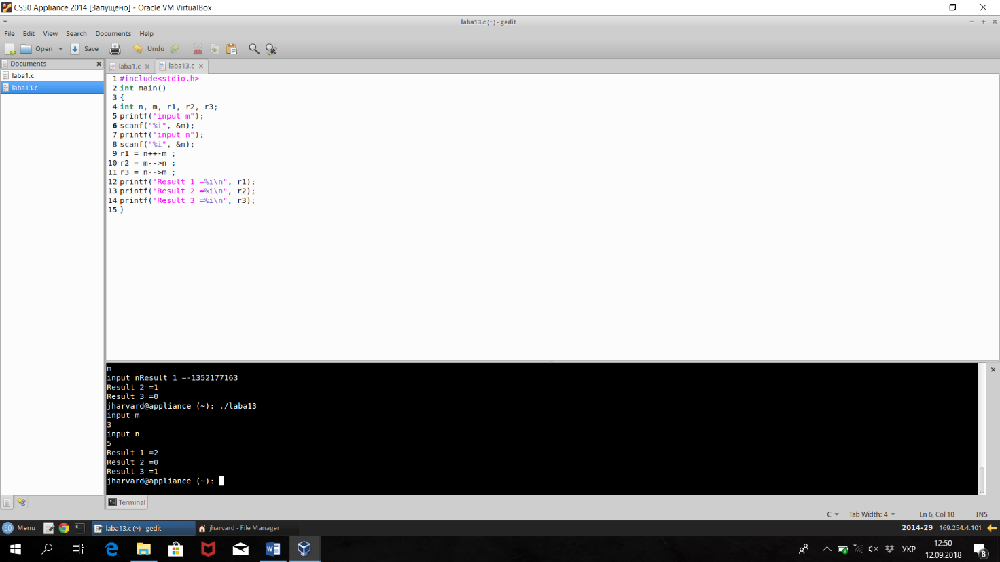 CS50 Appliance 2014 [Запущено] - Oracle VM VirtualBox
laba13.c (~) - gedit
File Edit View Search Documents Help
Open Save Undo
Documents
laba1.c
laba13.c
laba1.c laba13.c
1 #include<stdio.h>
2 int main()
3 {
4 int n, m, r1, r2, r3;
5 printf("input m");
6 scanf("%i", &m);
7 printf("input n");
8 scanf("%i", &n);
9 r1 = n++-m ;
10 r2 = m-->n ;
11 r3 = n-->m ;
12 printf("Result 1 =%i\n", r1);
13 printf("Result 2 =%i\n", r2);
14 printf("Result 3 =%i\n", r3);
15 }
m
input nResult 1 =-1352177163
Result 2 =1
Result 3 =0
jharvard@appliance (~): ./laba13
input m
3
input n
5
Result 1 =2
Result 2 =0
Result 3 =1
jharvard@appliance (~):
Terminal
C Tab Width: 4 Ln 6, Col 10 INS
50 Menu laba13.c (~) - gedit jharvard - File Manager 2014-29 169.254.4.101
УКР 12:50
12.09.2018 8